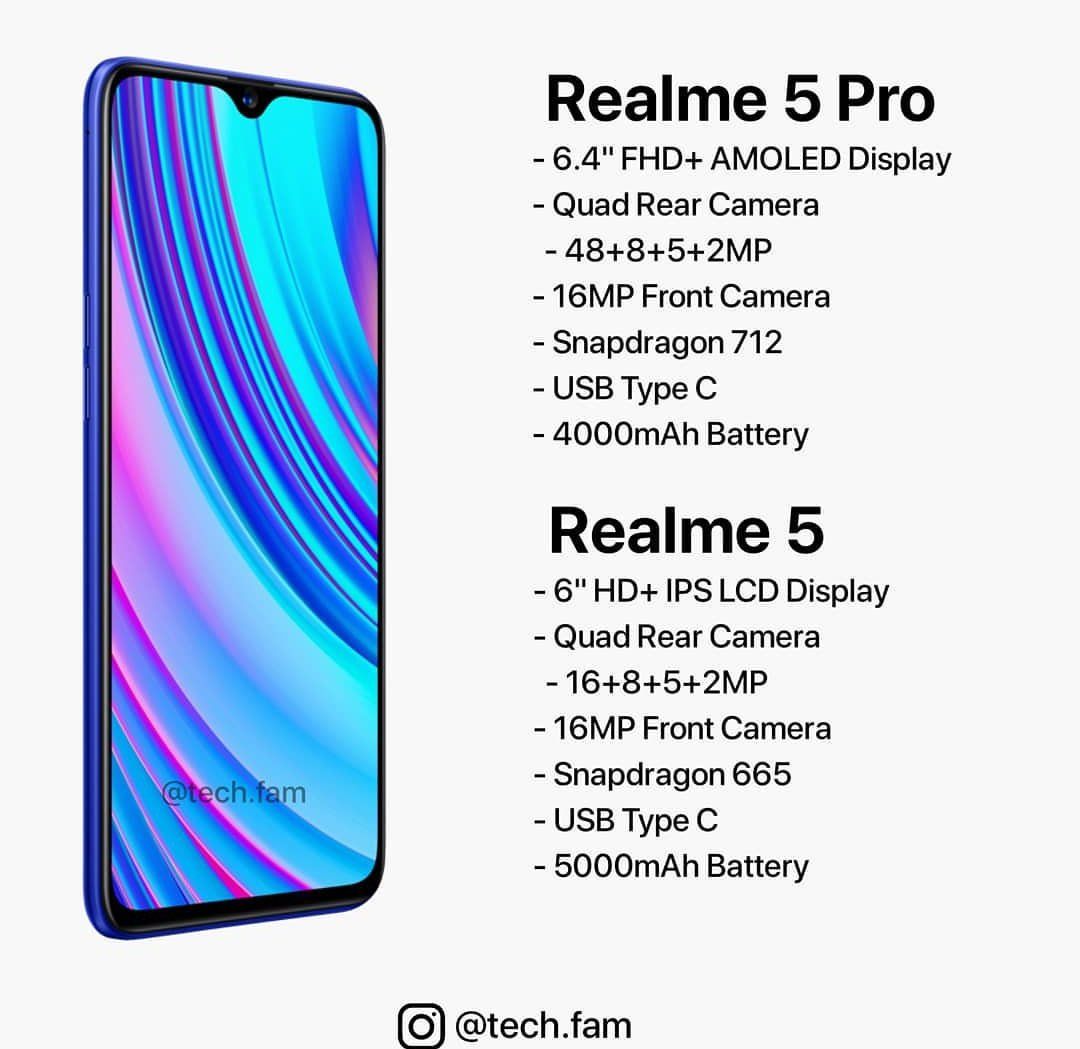 Realme 5 Pro
- 6.4" FHD+ AMOLED Display
- Quad Rear Camera
- 48+8+5+2MP
- 16MP Front Camera
- Snapdragon 712
- USB Type C
- 4000mAh Battery
Realme 5
- 6" HD+ IPS LCD Display
- Quad Rear Camera
- 16+8+5+2MP
- 16MP Front Camera
- Snapdragon 665
- USB Type C
- 5000mAh Battery
@tech.fam
@tech.fam